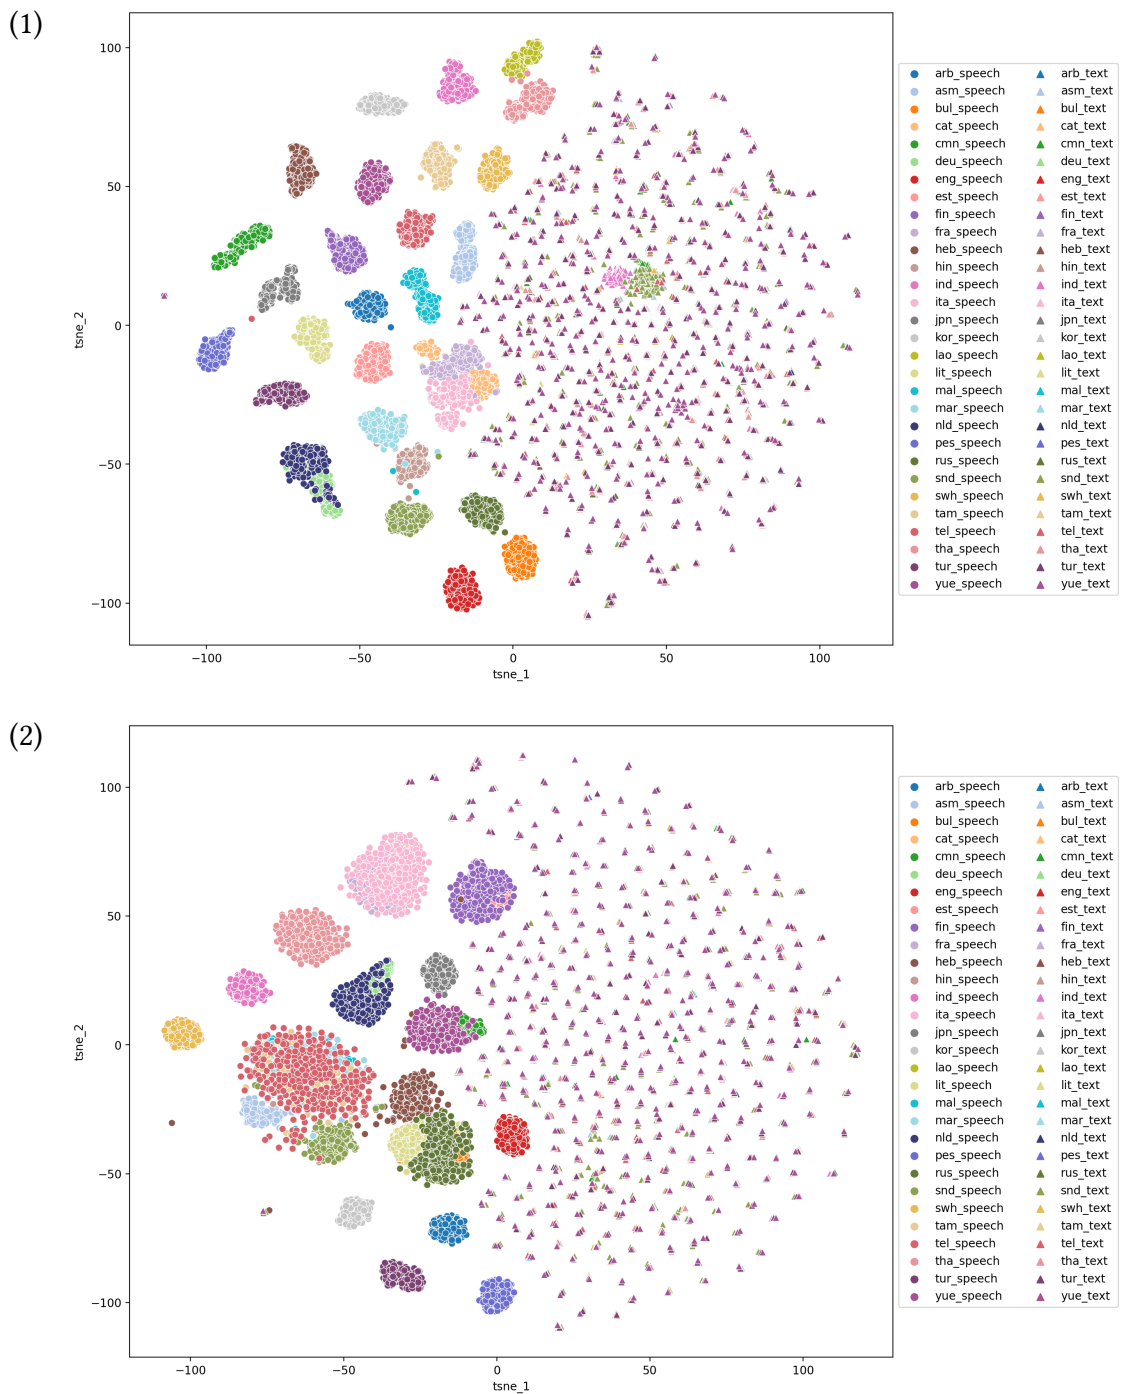 (1)
100
50
0
−50
−100
tsne_2
−100 −50 0 50 100
tsne_1
arb_speech arb_text
asm_speech asm_text
bul_speech bul_text
cat_speech cat_text
cmn_speech cmn_text
deu_speech deu_text
eng_speech eng_text
est_speech est_text
fin_speech fin_text
fra_speech fra_text
heb_speech heb_text
hin_speech hin_text
ind_speech ind_text
ita_speech ita_text
jpn_speech jpn_text
kor_speech kor_text
lao_speech lao_text
lit_speech lit_text
mal_speech mal_text
mar_speech mar_text
nld_speech nld_text
pes_speech pes_text
rus_speech rus_text
snd_speech snd_text
swh_speech swh_text
tam_speech tam_text
tel_speech tel_text
tha_speech tha_text
tur_speech tur_text
yue_speech yue_text
(2)
100
50
0
−50
−100
tsne_2
−100 −50 0 50 100
tsne_1
arb_speech arb_text
asm_speech asm_text
bul_speech bul_text
cat_speech cat_text
cmn_speech cmn_text
deu_speech deu_text
eng_speech eng_text
est_speech est_text
fin_speech fin_text
fra_speech fra_text
heb_speech heb_text
hin_speech hin_text
ind_speech ind_text
ita_speech ita_text
jpn_speech jpn_text
kor_speech kor_text
lao_speech lao_text
lit_speech lit_text
mal_speech mal_text
mar_speech mar_text
nld_speech nld_text
pes_speech pes_text
rus_speech rus_text
snd_speech snd_text
swh_speech swh_text
tam_speech tam_text
tel_speech tel_text
tha_speech tha_text
tur_speech tur_text
yue_speech yue_text